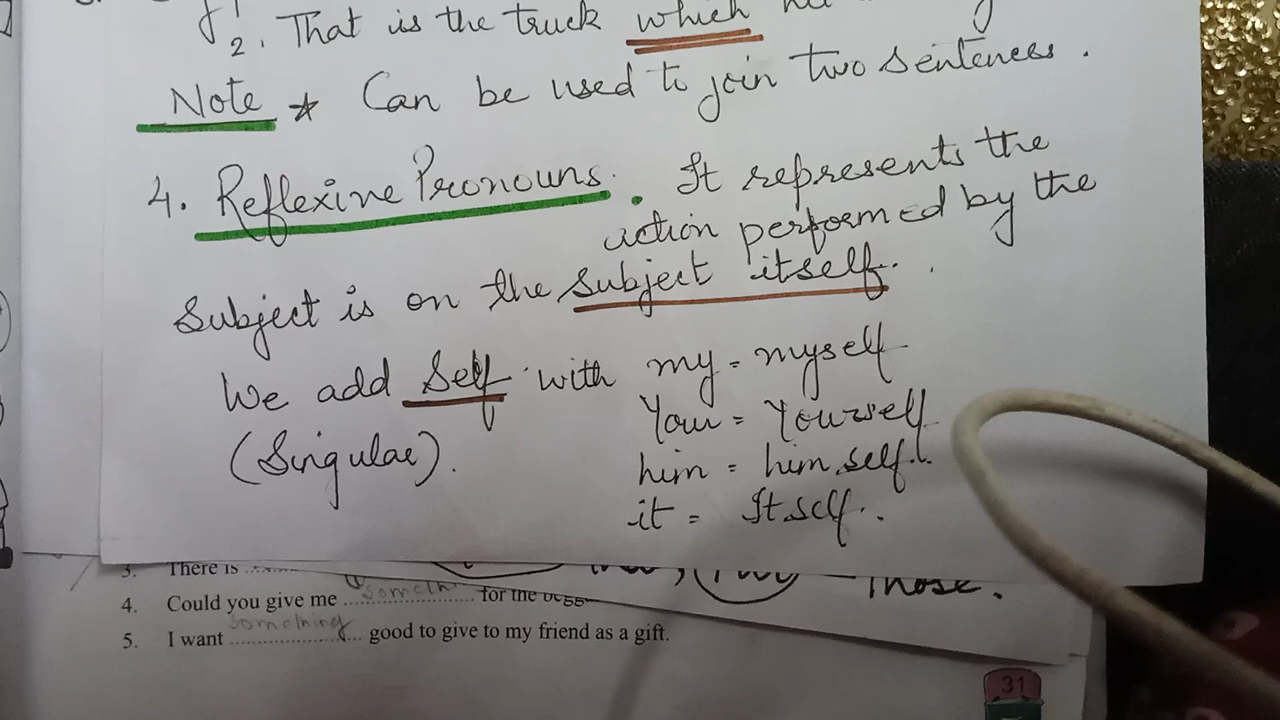 2. That is the truck which
Note * Can be used to join two sentences.
4. Reflexive Pronouns. It represents the
action performed by the
Subject is on the subject itself.
We add Self with my = myself
(Singular). Your = Yourself
him = himself.
it = Itself.
3. There is ........ Those.
4. Could you give me ........ for the
5. I want something good to give to my friend as a gift.
31